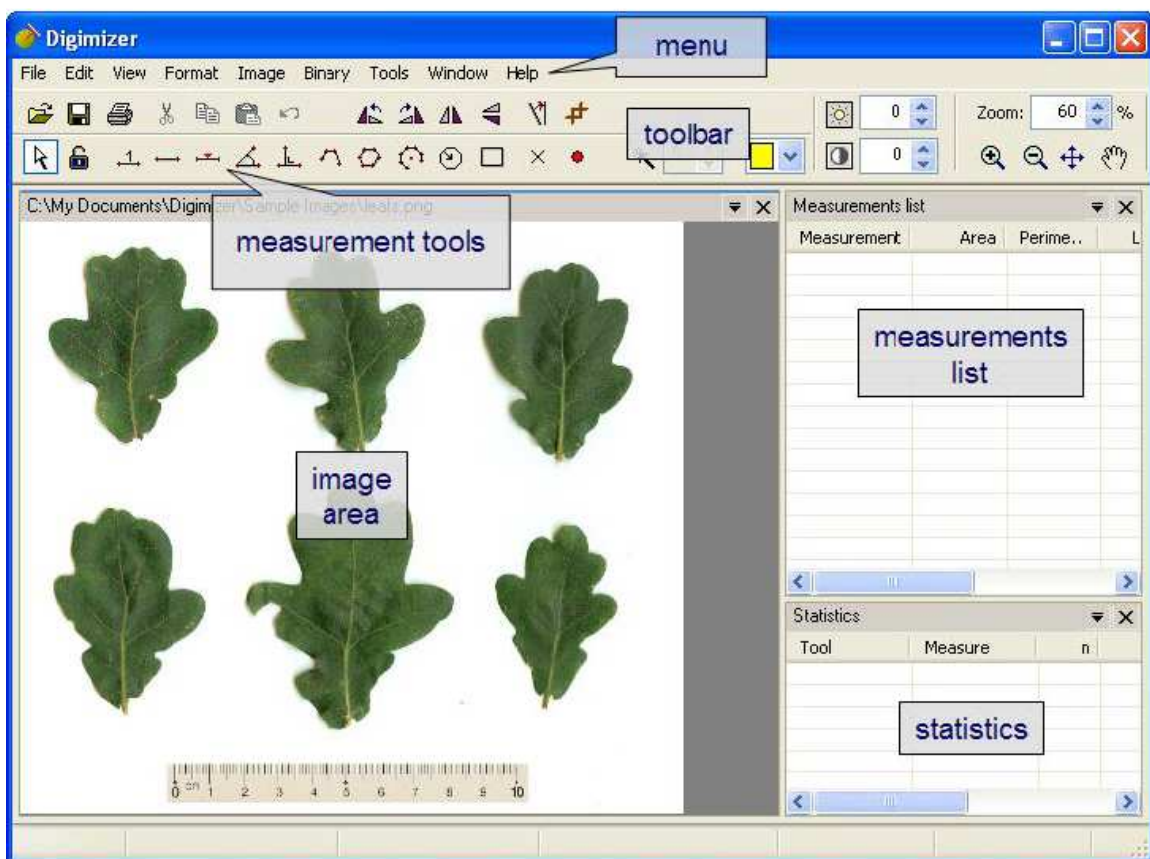 Digimizer
menu
File Edit View Format Image Binary Tools Window Help
0 Zoom: 60 %
toolbar
0
C:\My Documents\Digimizer\Sample Images\leafs.png
measurement tools
Measurements list
Measurement Area Perime.. L
measurements
list
image
area
Statistics
Tool Measure n
statistics
0 cm 1 2 3 4 5 6 7 8 9 10